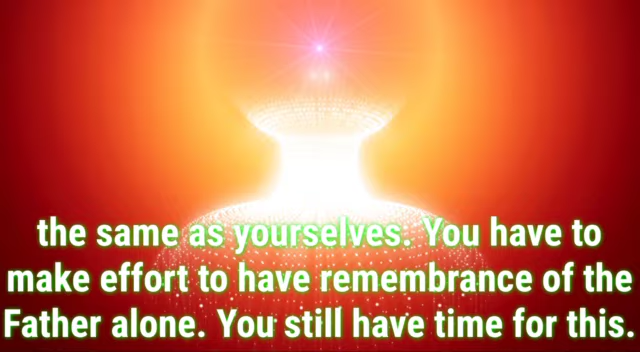 the same as yourselves. You have to
make effort to have remembrance of the
Father alone. You still have time for this.